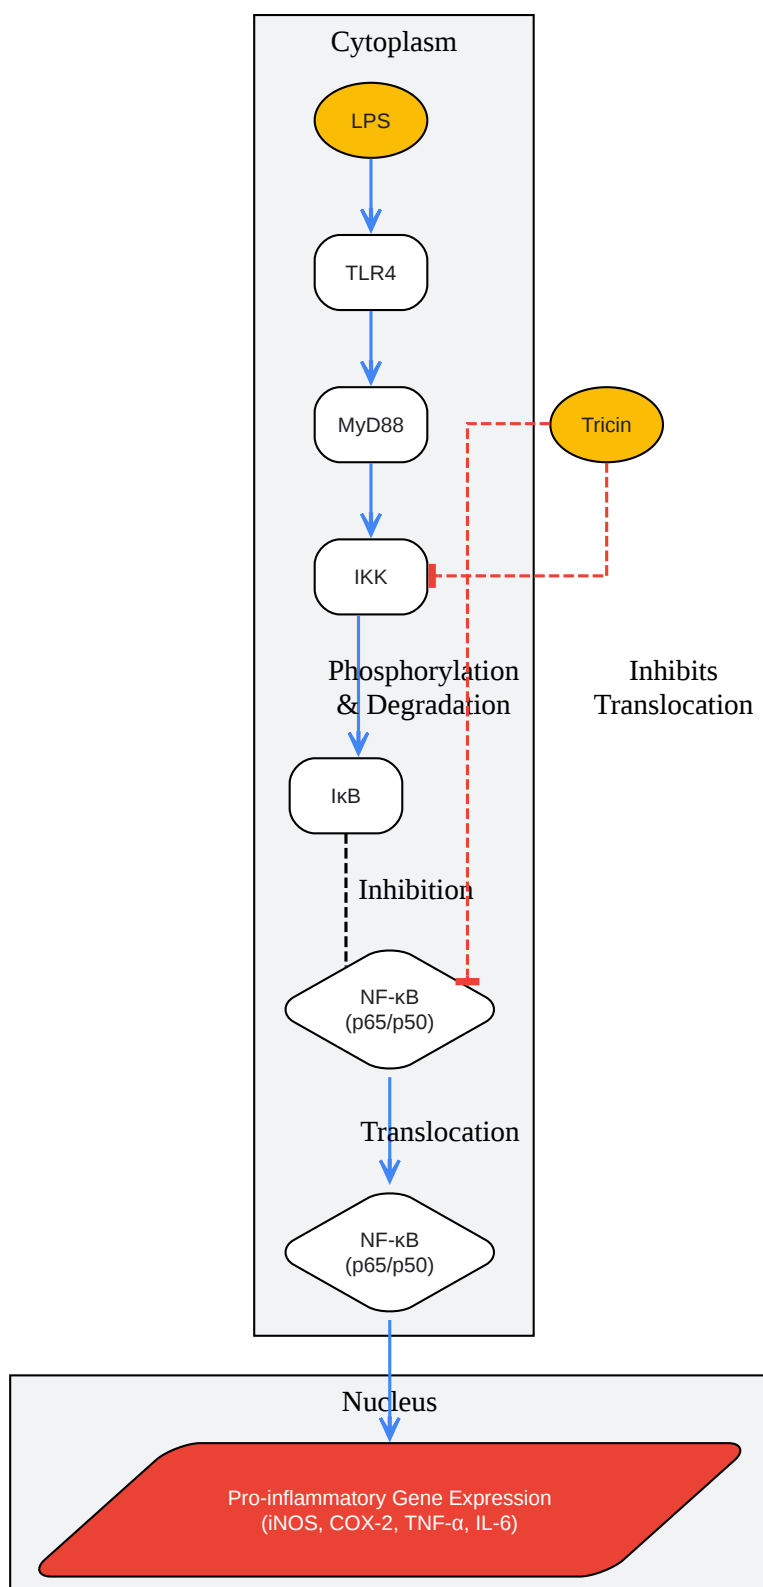 Cytoplasm
LPS
TLR4
MyD88
Tricin
IKK
Phosphorylation
& Degradation
Inhibits
Translocation
IκB
Inhibition
NF-κB
(p65/p50)
Translocation
NF-κB
(p65/p50)
Nucleus
Pro-inflammatory Gene Expression
(iNOS, COX-2, TNF-α, IL-6)